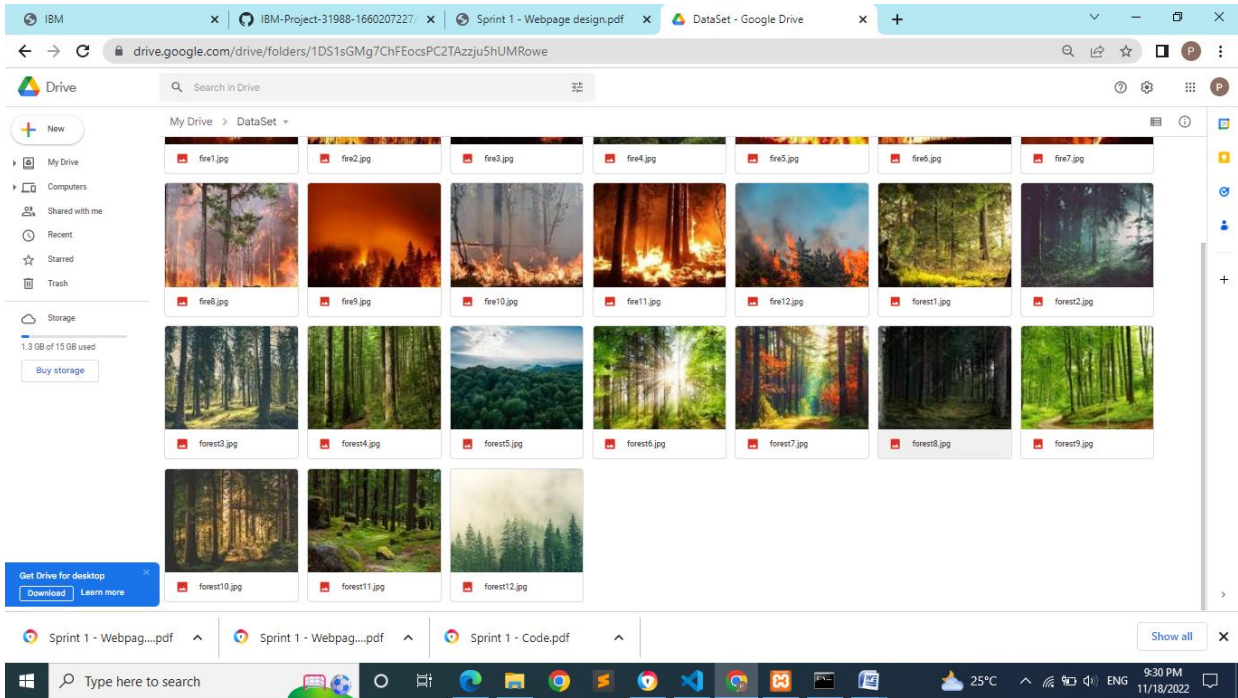 IBM
IBM-Project-31988-1660207227/
Sprint 1 - Webpage design.pdf
DataSet - Google Drive
drive.google.com/drive/folders/1DS1sGMg7ChFEocsPC2TAzzju5hUMRowe
P
Drive
Search in Drive
P
New
My Drive > DataSet
My Drive
Computers
Shared with me
Recent
Starred
Trash
Storage
1.3 GB of 15 GB used
Buy storage
fire1.jpg fire2.jpg fire3.jpg fire4.jpg fire5.jpg fire6.jpg fire7.jpg
fire8.jpg fire9.jpg fire10.jpg fire11.jpg fire12.jpg forest1.jpg forest2.jpg
forest3.jpg forest4.jpg forest5.jpg forest6.jpg forest7.jpg forest8.jpg forest9.jpg
forest10.jpg forest11.jpg forest12.jpg
Get Drive for desktop
Download Learn more
Sprint 1 - Webpag....pdf Sprint 1 - Webpag....pdf Sprint 1 - Code.pdf Show all
Type here to search
25°C ENG 9:30 PM
11/18/2022